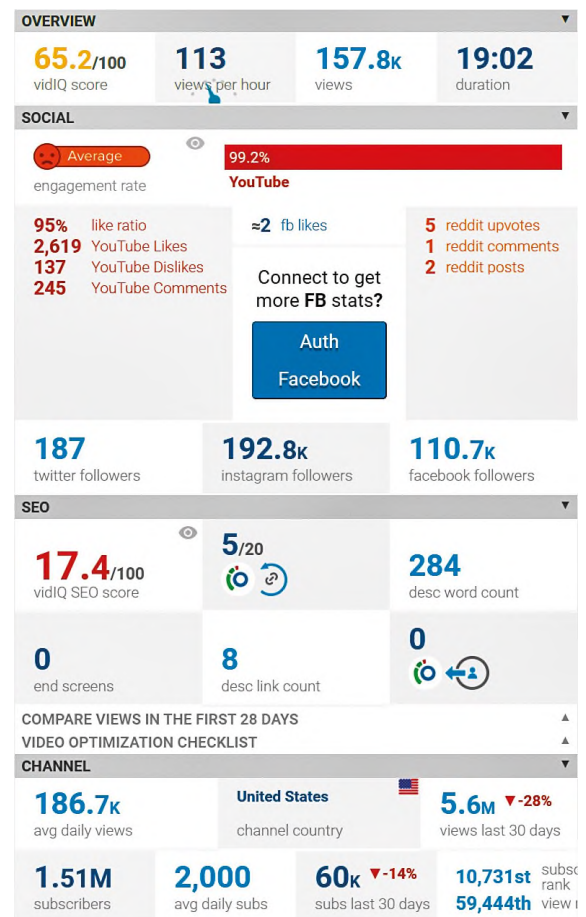 OVERVIEW
65.2/100 113 157.8K 19:02
vidIQ score views per hour views duration
SOCIAL
Average 99.2%
engagement rate YouTube
95% like ratio ≈2 fb likes 5 reddit upvotes
2,619 YouTube Likes 1 reddit comments
137 YouTube Dislikes 2 reddit posts
245 YouTube Comments
Connect to get
more FB stats?
Auth
Facebook
187 192.8K 110.7K
twitter followers instagram followers facebook followers
SEO
17.4/100 5/20 284
vidIQ SEO score desc word count
0 8 0
end screens desc link count
COMPARE VIEWS IN THE FIRST 28 DAYS
VIDEO OPTIMIZATION CHECKLIST
CHANNEL
186.7K United States 5.6M ▼-28%
avg daily views channel country views last 30 days
1.51M 2,000 60K ▼-14% 10,731st rank
subscribers avg daily subs subs last 30 days 59,444th view